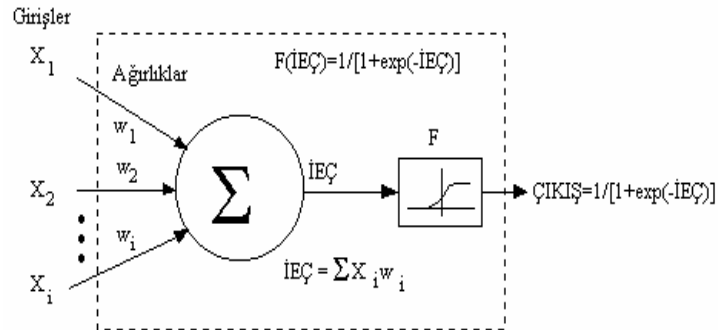 Girişler
X1
Ağırlıklar
F(İEÇ)=1/[1+exp(-İEÇ)]
w1
F
X2
w2
Σ
İEÇ
ÇIKIŞ=1/[1+exp(-İEÇ)]
wi
Xi
İEÇ = ΣX i w i